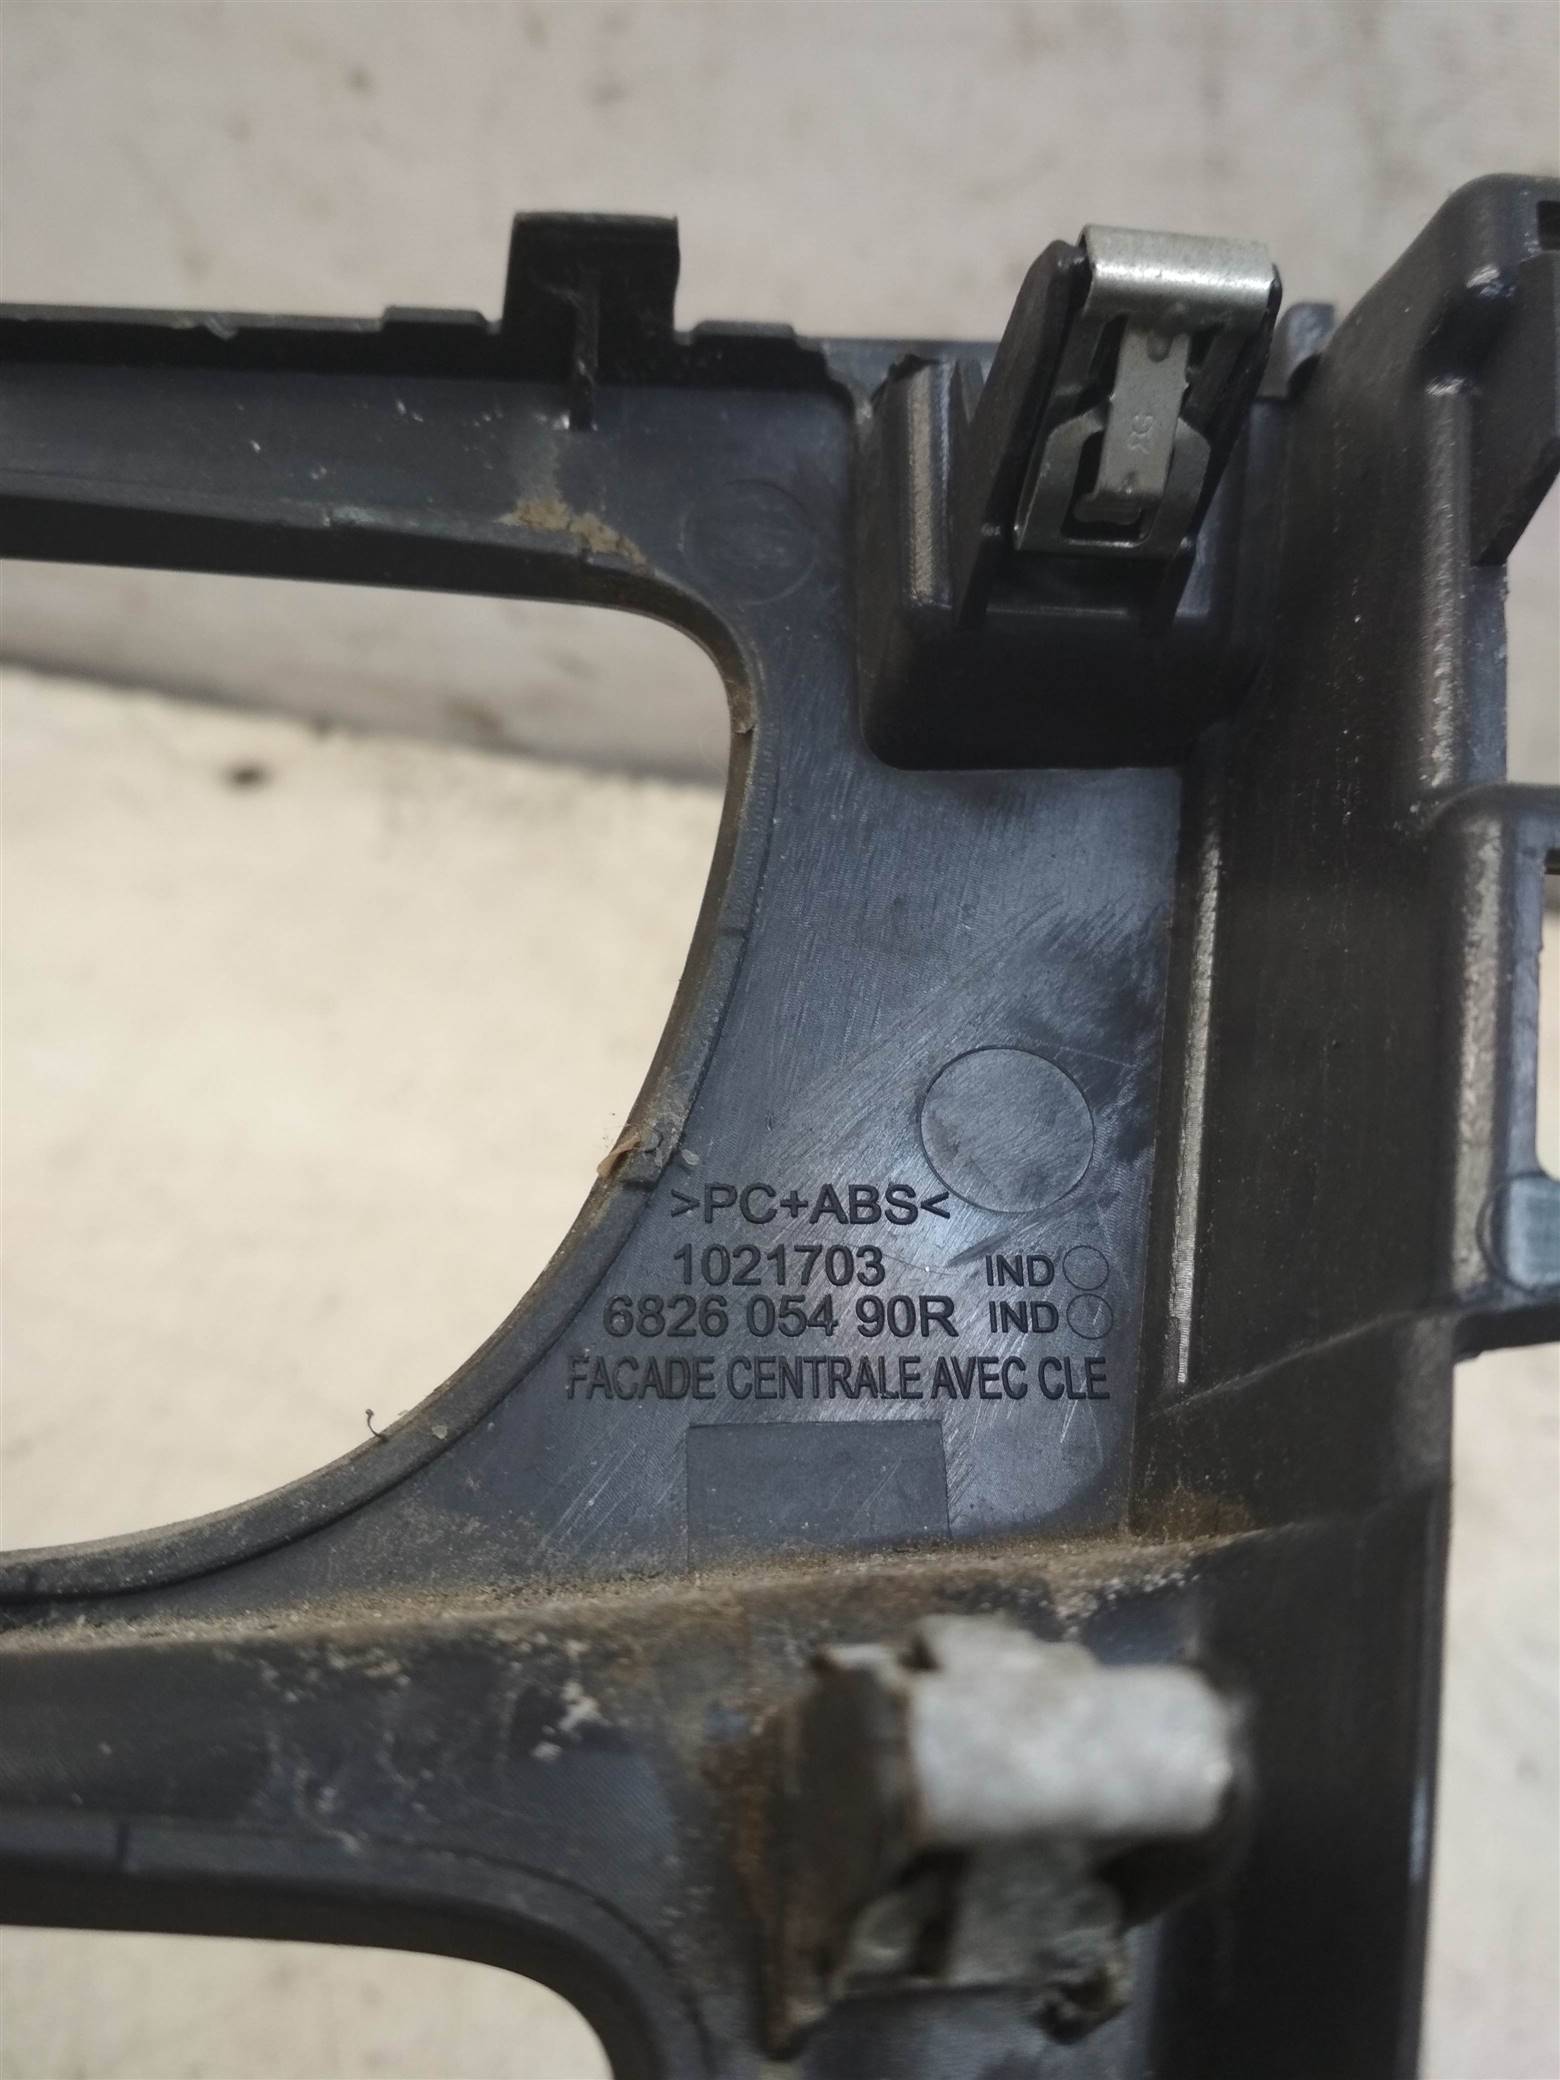 >PC+ABS<
1021703 IND
6826 054 90R IND
FACADE CENTRALE AVEC CLE